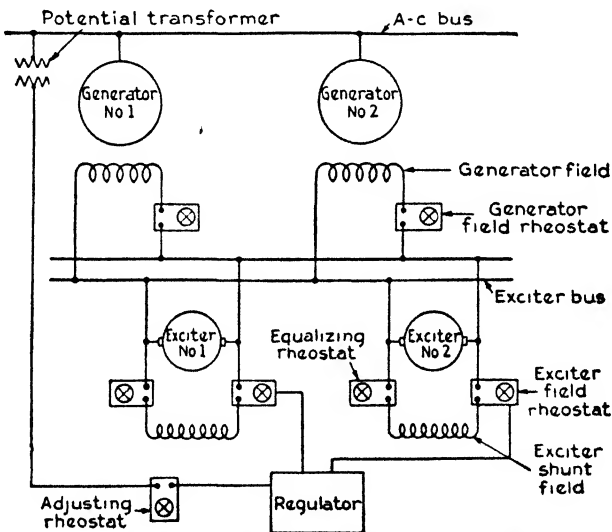 Potential transformer
A-c bus
Generator
No 1
Generator
No 2
Generator field
Generator
field rheostat
Exciter bus
Exciter
No 1
Equalizing
rheostat
Exciter
No 2
Exciter
field
rheostat
Exciter
shunt
field
Adjusting
rheostat
Regulator